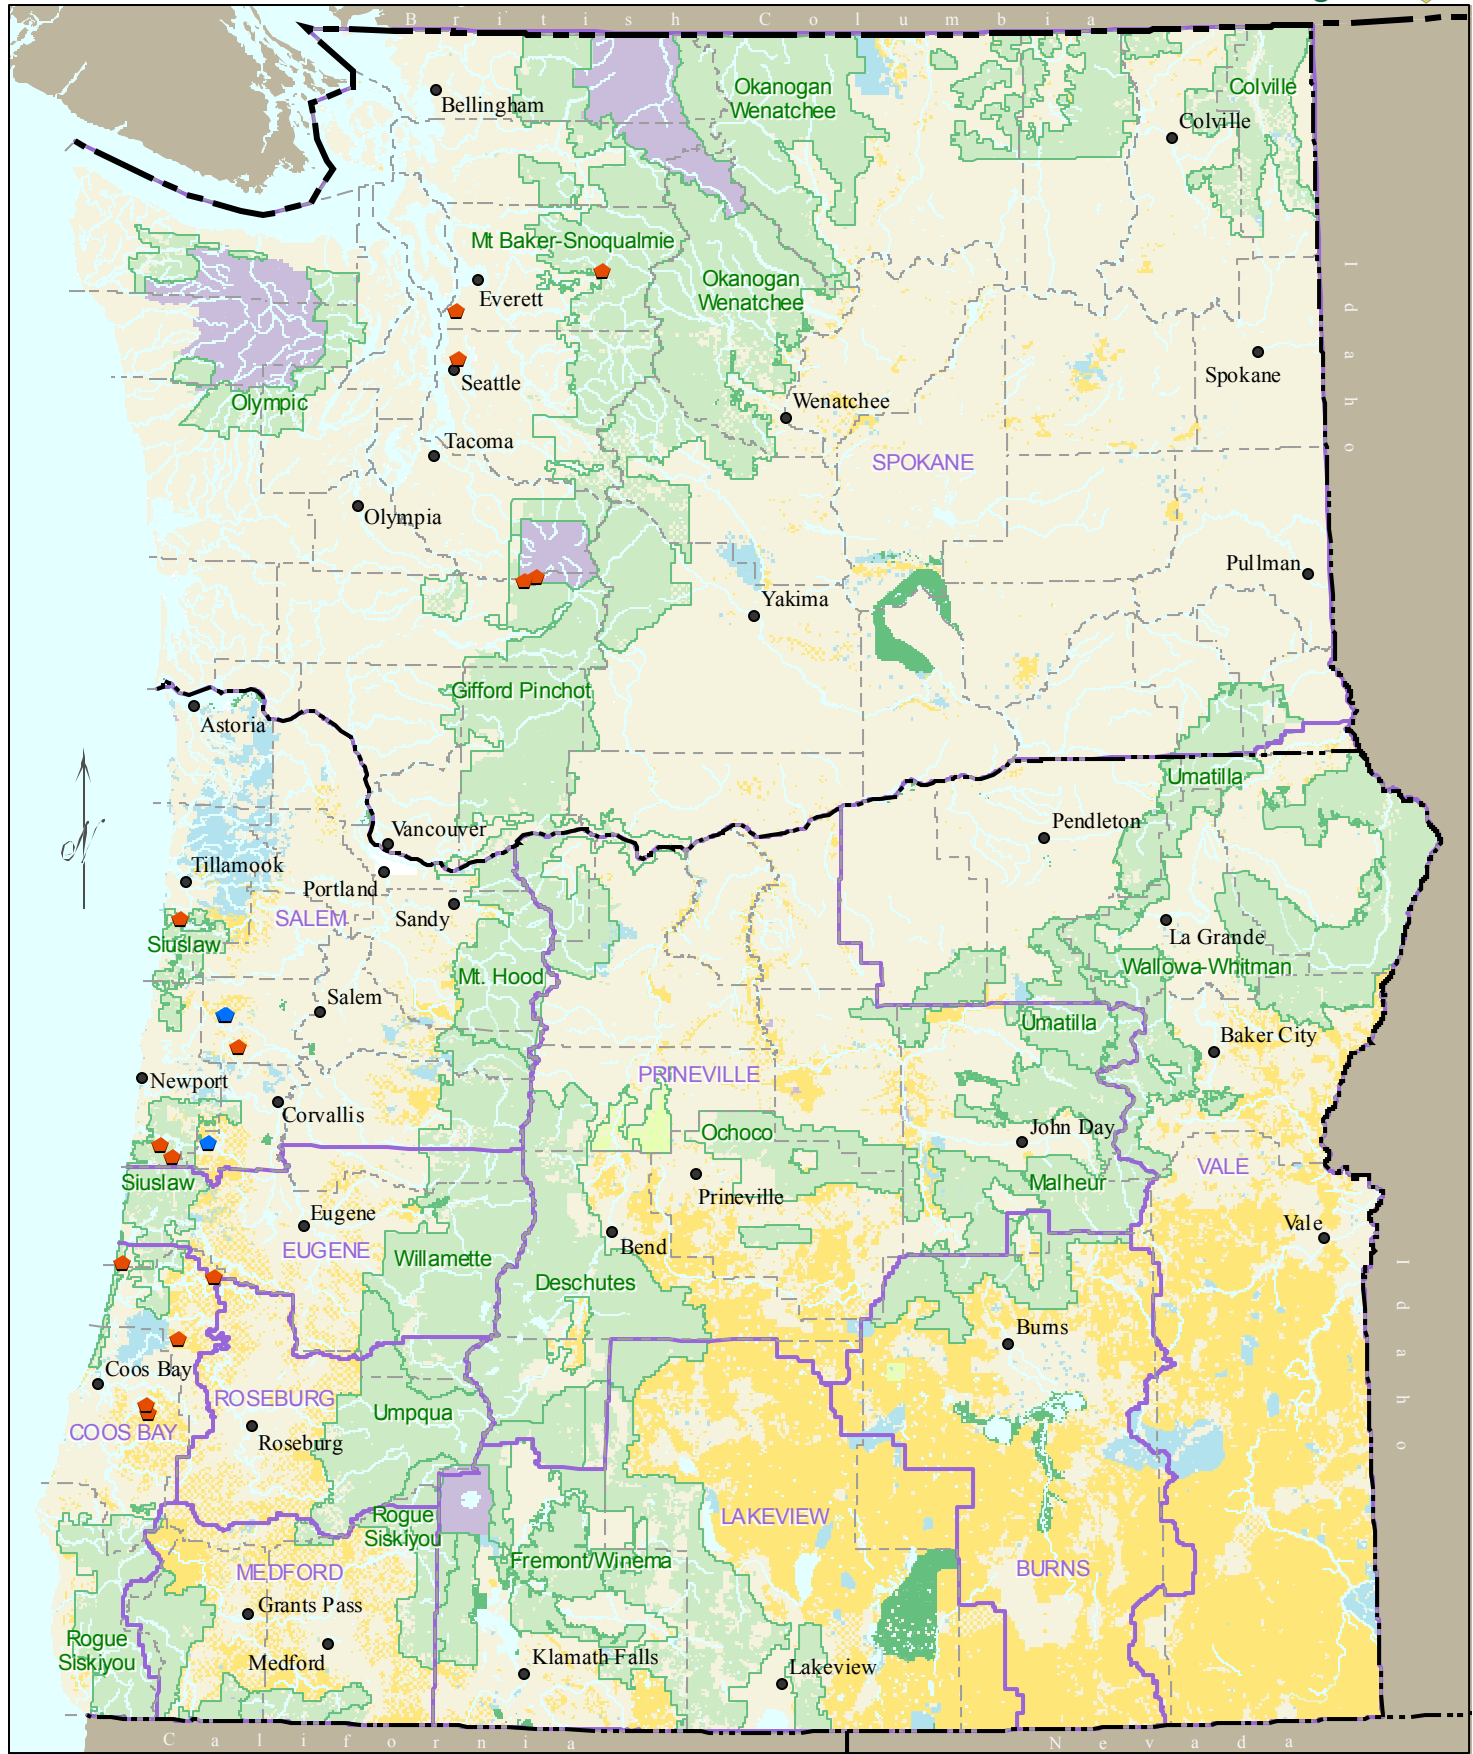 British Columbia
Okanogan
Wenatchee
Colville
Bellingham
Colville
Mt Baker-Snoqualmie
Okanogan
Wenatchee
Everett
Idaho
Seattle
Spokane
Olympic
Wenatchee
Tacoma
SPOKANE
Olympia
Pullman
Yakima
Gifford Pinchot
Astoria
Umatilla
Vancouver
Pendleton
Tillamook
Portland
SALEM
Sandy
Siuslaw
La Grande
Mt. Hood
Wallowa-Whitman
Salem
Umatilla
Baker City
Newport
PRINEVILLE
Corvallis
Ochoco
John Day
VALE
Siuslaw
Malheur
Prineville
Eugene
Vale
EUGENE
Bend
Willamette
Deschutes
Idaho
Burns
Coos Bay
ROSEBURG
Umpqua
COOS BAY
Roseburg
Rogue
Siskiyou
LAKEVIEW
Fremont/Winema
MEDFORD
BURNS
Grants Pass
Rogue
Siskiyou
Medford
Klamath Falls
Lakeview
California
Nevada
N